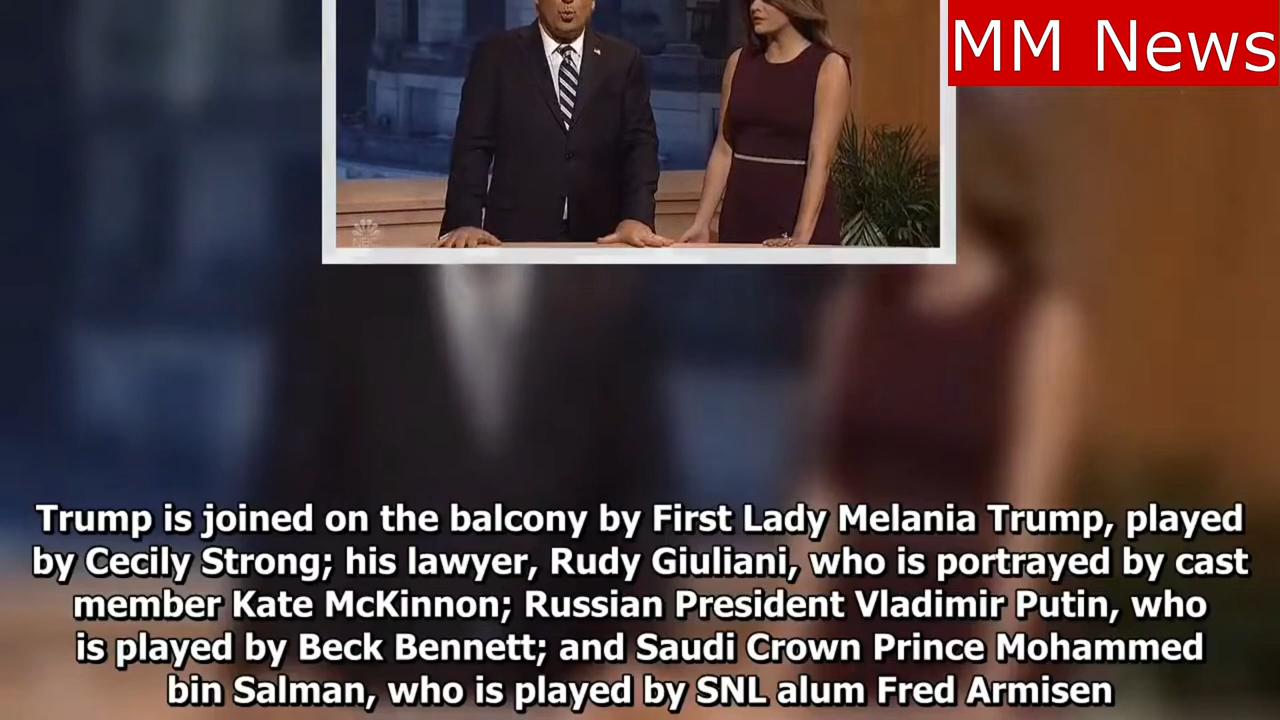 MM News
NBC
Trump is joined on the balcony by First Lady Melania Trump, played
by Cecily Strong; his lawyer, Rudy Giuliani, who is portrayed by cast
member Kate McKinnon; Russian President Vladimir Putin, who
is played by Beck Bennett; and Saudi Crown Prince Mohammed
bin Salman, who is played by SNL alum Fred Armisen